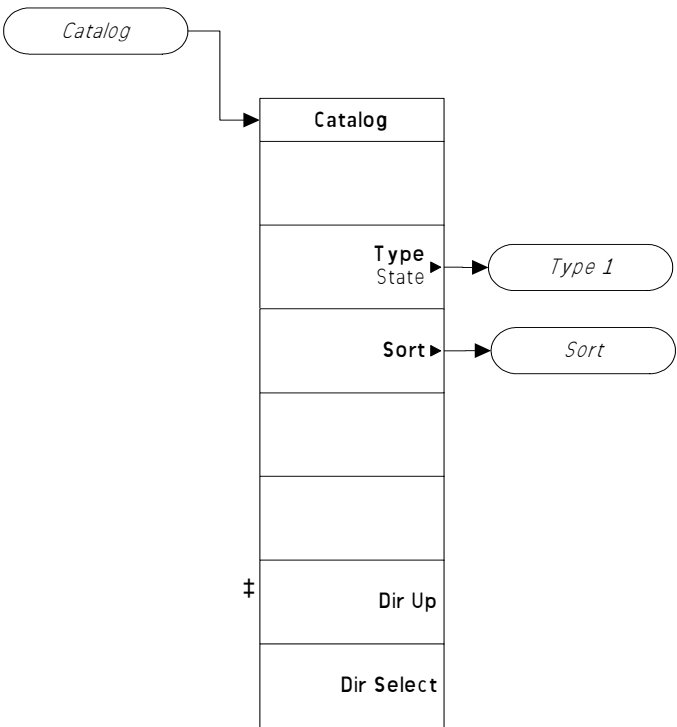 Catalog
Catalog
Type
State
Type 1
Sort
Sort
‡
Dir Up
Dir Select